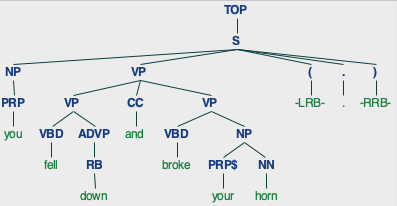 TOP
S
NP VP ( . )
PRP VP CC VP -LRB- . -RRB-
you VBD ADVP and VBD NP
fell RB broke PRP$ NN
down your horn